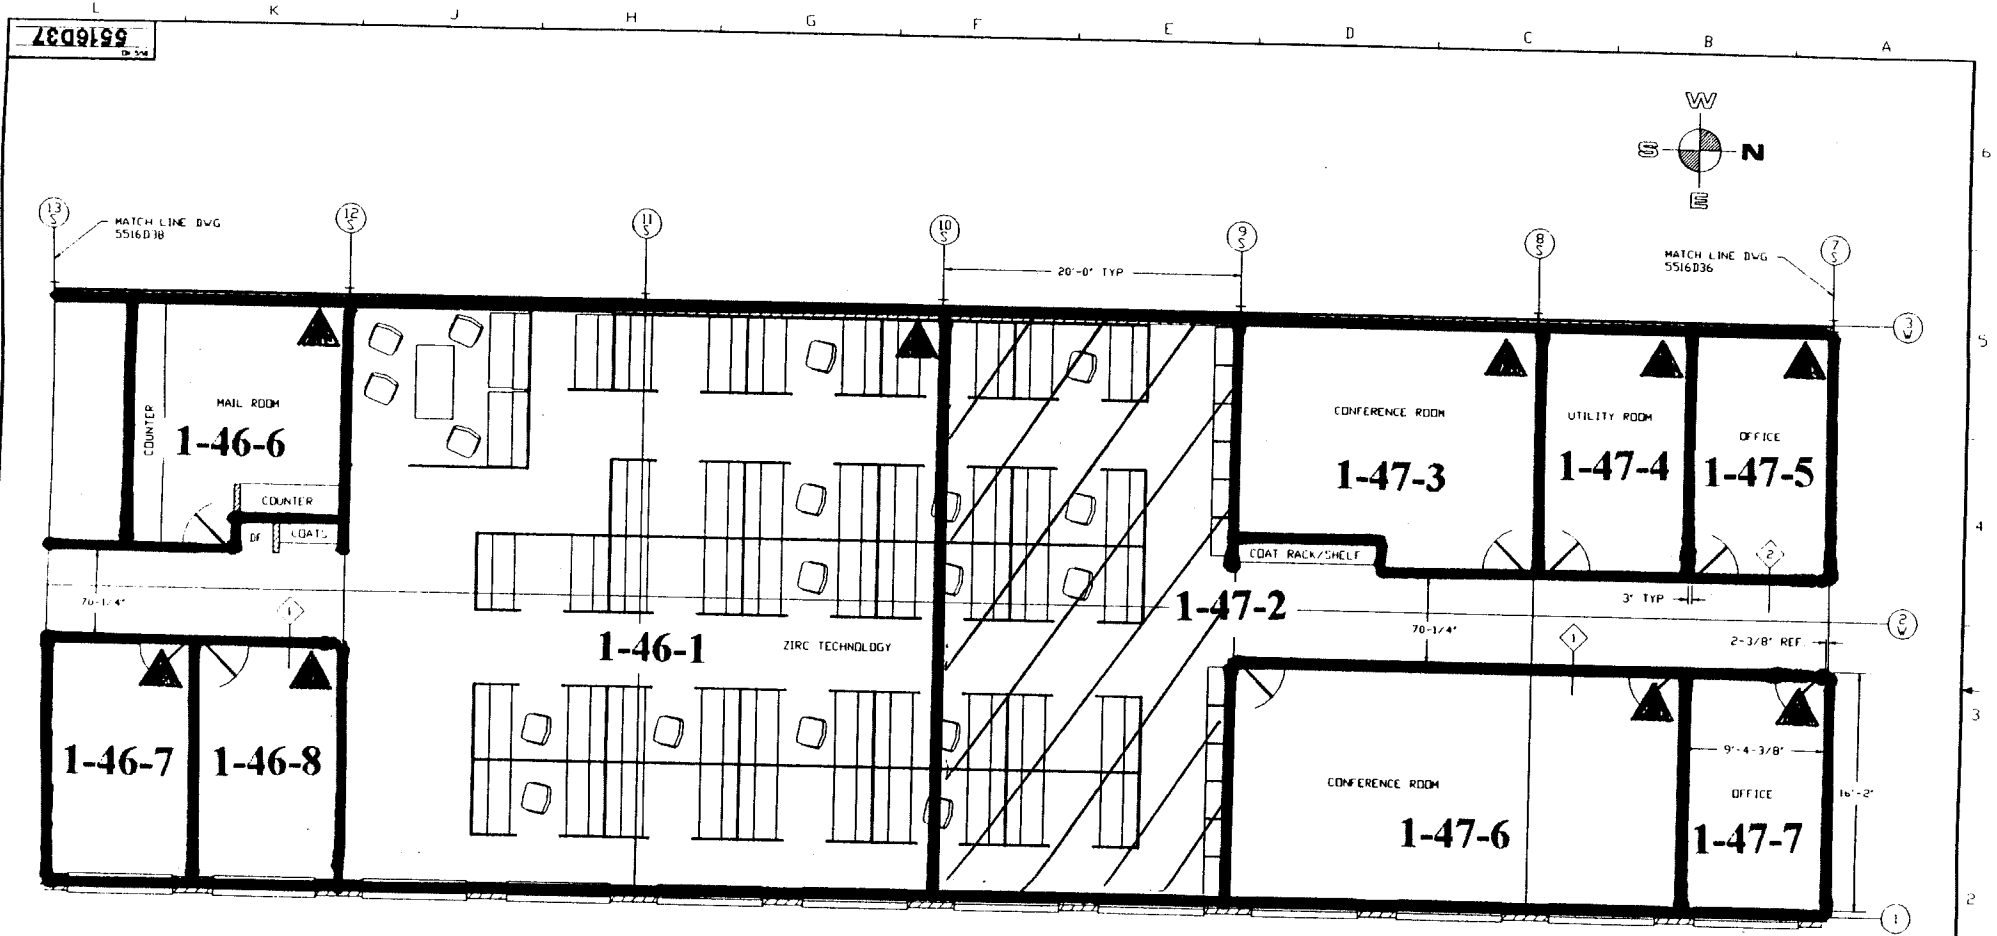 L K J H G F E D C B A
5516D37
DWG NO
W
S N
E
6
13 S
12 S
11 S
10 S
9 S
8 S
7 S
MATCH LINE DWG
5516D38
MATCH LINE DWG
5516D36
20'-0" TYP
3 W
5
MAIL ROOM
1-46-6
COUNTER
COUNTER
DF
COATS
CONFERENCE ROOM
1-47-3
UTILITY ROOM
1-47-4
OFFICE
1-47-5
4
COAT RACK/SHELF
2
70-1/4"
1
1-46-1
ZIRC TECHNOLOGY
1-47-2
3" TYP
70-1/4"
1
2-3/8" REF.
2 W
3
1-46-7
1-46-8
CONFERENCE ROOM
1-47-6
9'-4-3/8"
OFFICE
1-47-7
16'-2"
2
1